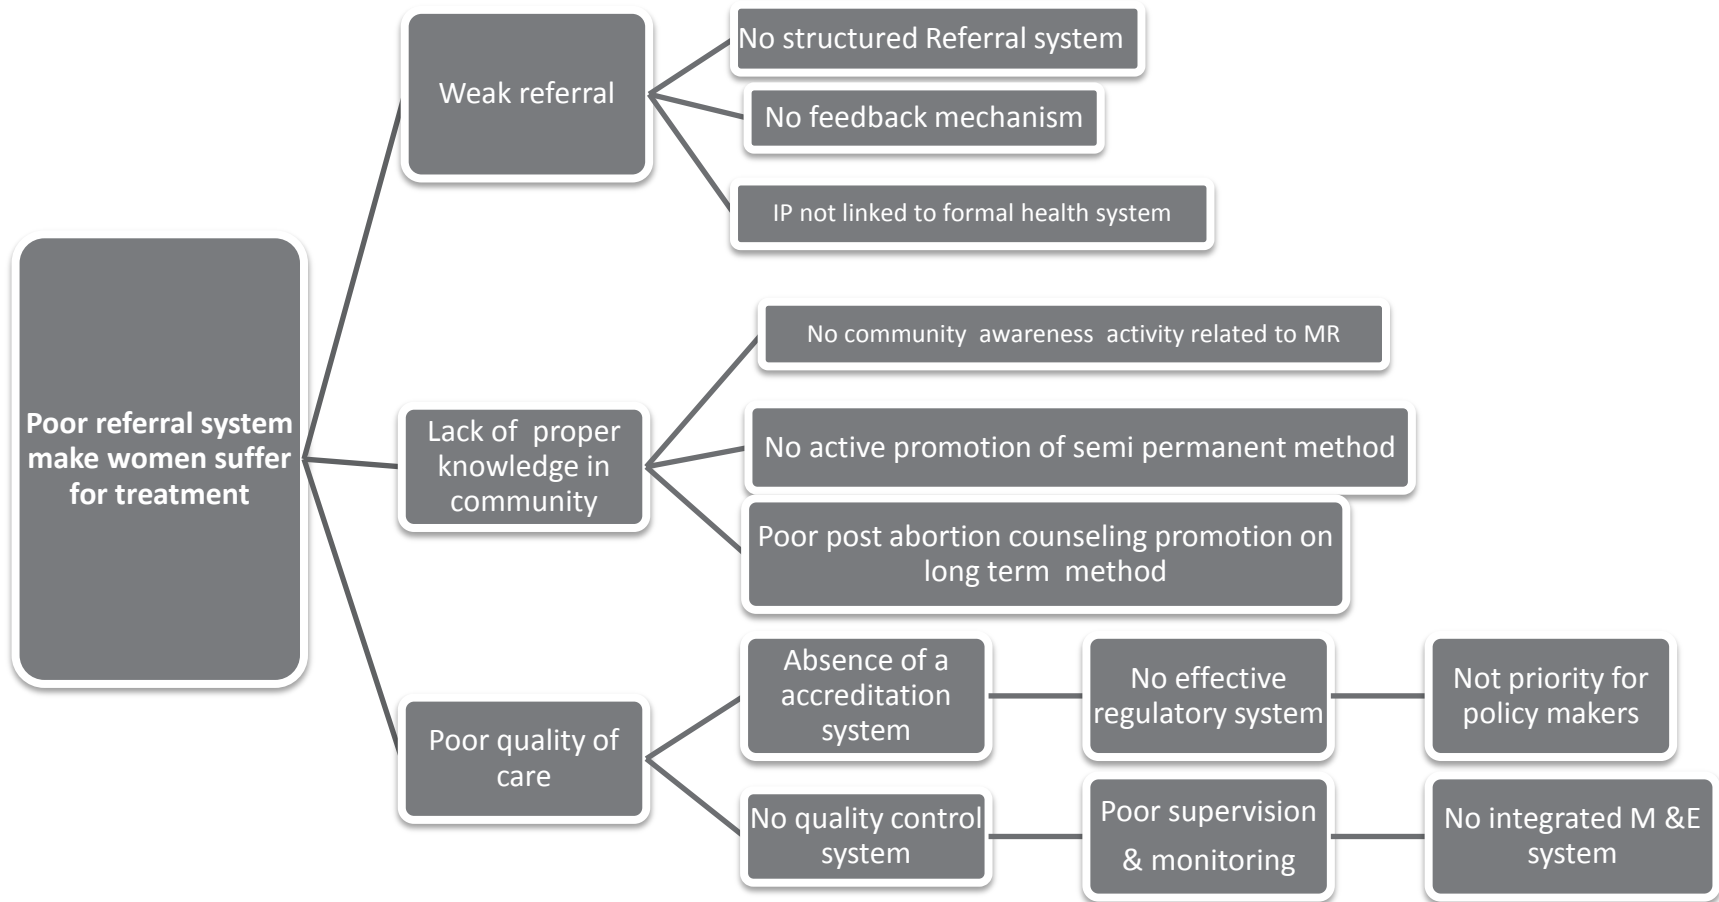 Poor referral system
make women suffer
for treatment
Weak referral
No structured Referral system
No feedback mechanism
IP not linked to formal health system
Lack of proper
knowledge in
community
No community awareness activity related to MR
No active promotion of semi permanent method
Poor post abortion counseling promotion on
long term method
Poor quality of
care
Absence of a
accreditation
system
No effective
regulatory system
Not priority for
policy makers
No quality control
system
Poor supervision
& monitoring
No integrated M &E
system